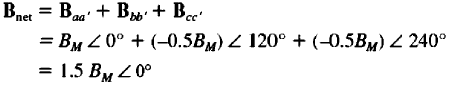 B_net = B_aa′ + B_bb′ + B_cc′
= B_M ∠ 0° + (–0.5B_M) ∠ 120° + (–0.5B_M) ∠ 240°
= 1.5 B_M ∠ 0°